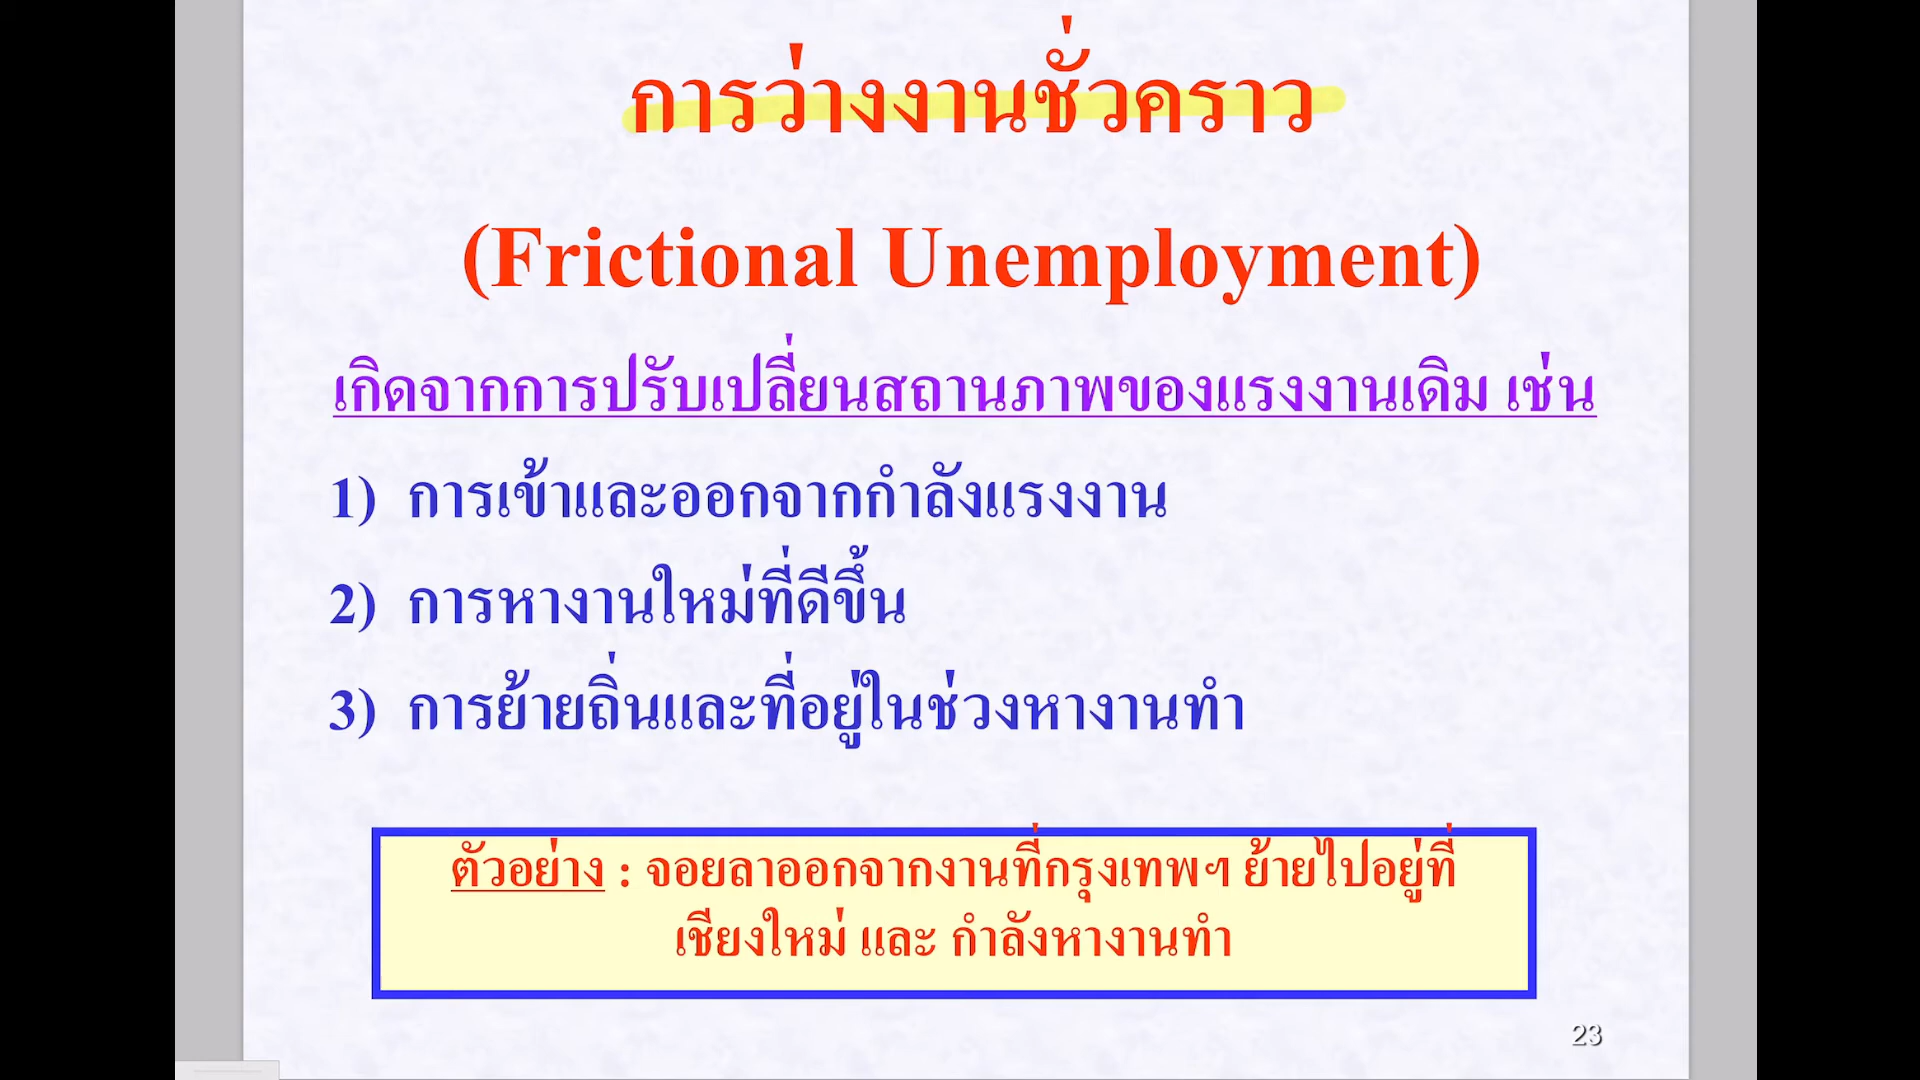 การว่างงานชั่วคราว
(Frictional Unemployment)
เกิดจากการปรับเปลี่ยนสถานภาพของแรงงานเดิม เช่น
1) การเข้าและออกจากกำลังแรงงาน
2) การหางานใหม่ที่ดีขึ้น
3) การย้ายถิ่นและที่อยู่ในช่วงหางานทำ
ตัวอย่าง : จอยลาออกจากงานที่กรุงเทพฯ ย้ายไปอยู่ที่
เชียงใหม่ และ กำลังหางานทำ
23